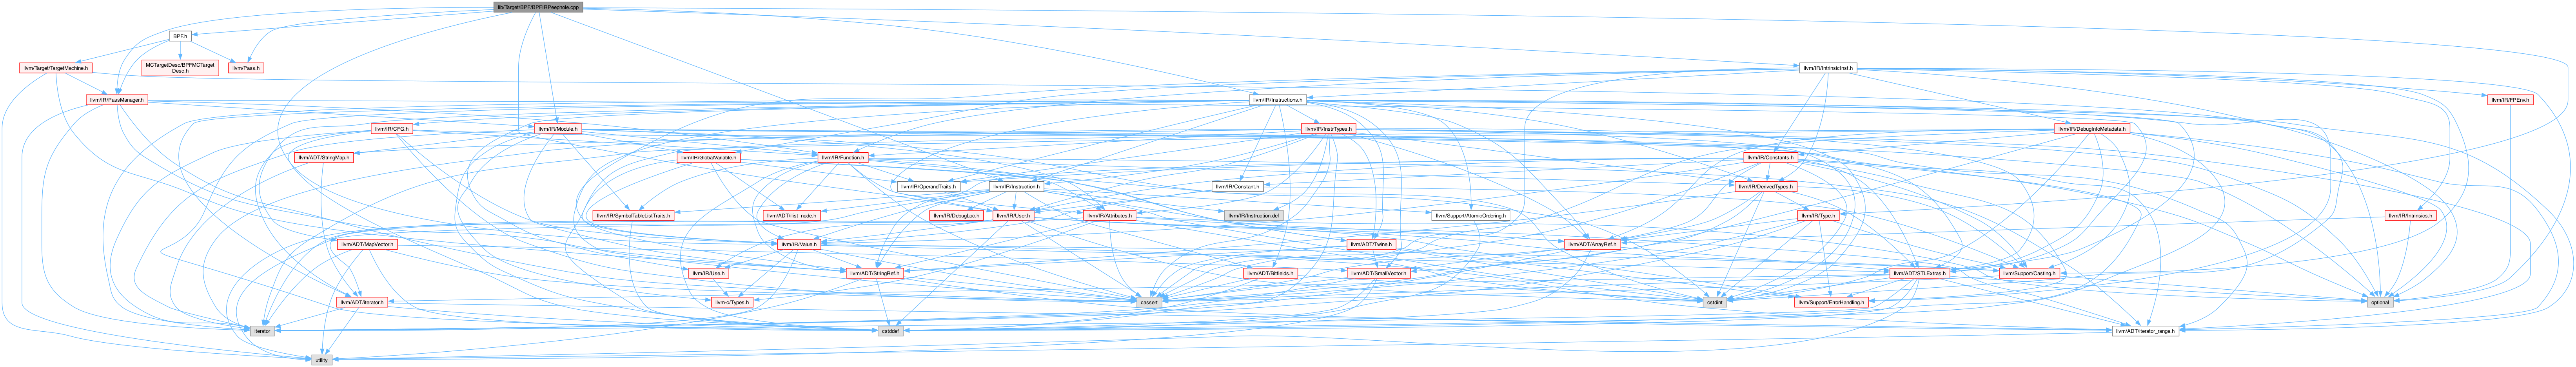 lib/Target/BPF/BPFIRPeephole.cpp
BPF.h
llvm/Target/TargetMachine.h
MCTargetDesc/BPFMCTarget
Desc.h
llvm/Pass.h
llvm/IR/IntrinsicInst.h
llvm/IR/PassManager.h
llvm/IR/Instructions.h
llvm/IR/FPEnv.h
llvm/IR/CFG.h
llvm/IR/Module.h
llvm/IR/InstrTypes.h
llvm/IR/DebugInfoMetadata.h
llvm/ADT/StringMap.h
llvm/IR/GlobalVariable.h
llvm/IR/Function.h
llvm/IR/Constants.h
llvm/IR/OperandTraits.h
llvm/IR/Instruction.h
llvm/IR/Constant.h
llvm/IR/DerivedTypes.h
llvm/IR/SymbolTableListTraits.h
llvm/ADT/ilist_node.h
llvm/IR/DebugLoc.h
llvm/IR/User.h
llvm/IR/Attributes.h
llvm/IR/Instruction.def
llvm/Support/AtomicOrdering.h
llvm/IR/Type.h
llvm/IR/Intrinsics.h
llvm/ADT/MapVector.h
llvm/IR/Value.h
llvm/ADT/Twine.h
llvm/ADT/ArrayRef.h
llvm/IR/Use.h
llvm/ADT/StringRef.h
llvm/ADT/Bitfields.h
llvm/ADT/SmallVector.h
llvm/ADT/STLExtras.h
llvm/Support/Casting.h
llvm/ADT/iterator.h
llvm-c/Types.h
cassert
cstdint
llvm/Support/ErrorHandling.h
optional
iterator
cstddef
llvm/ADT/iterator_range.h
utility